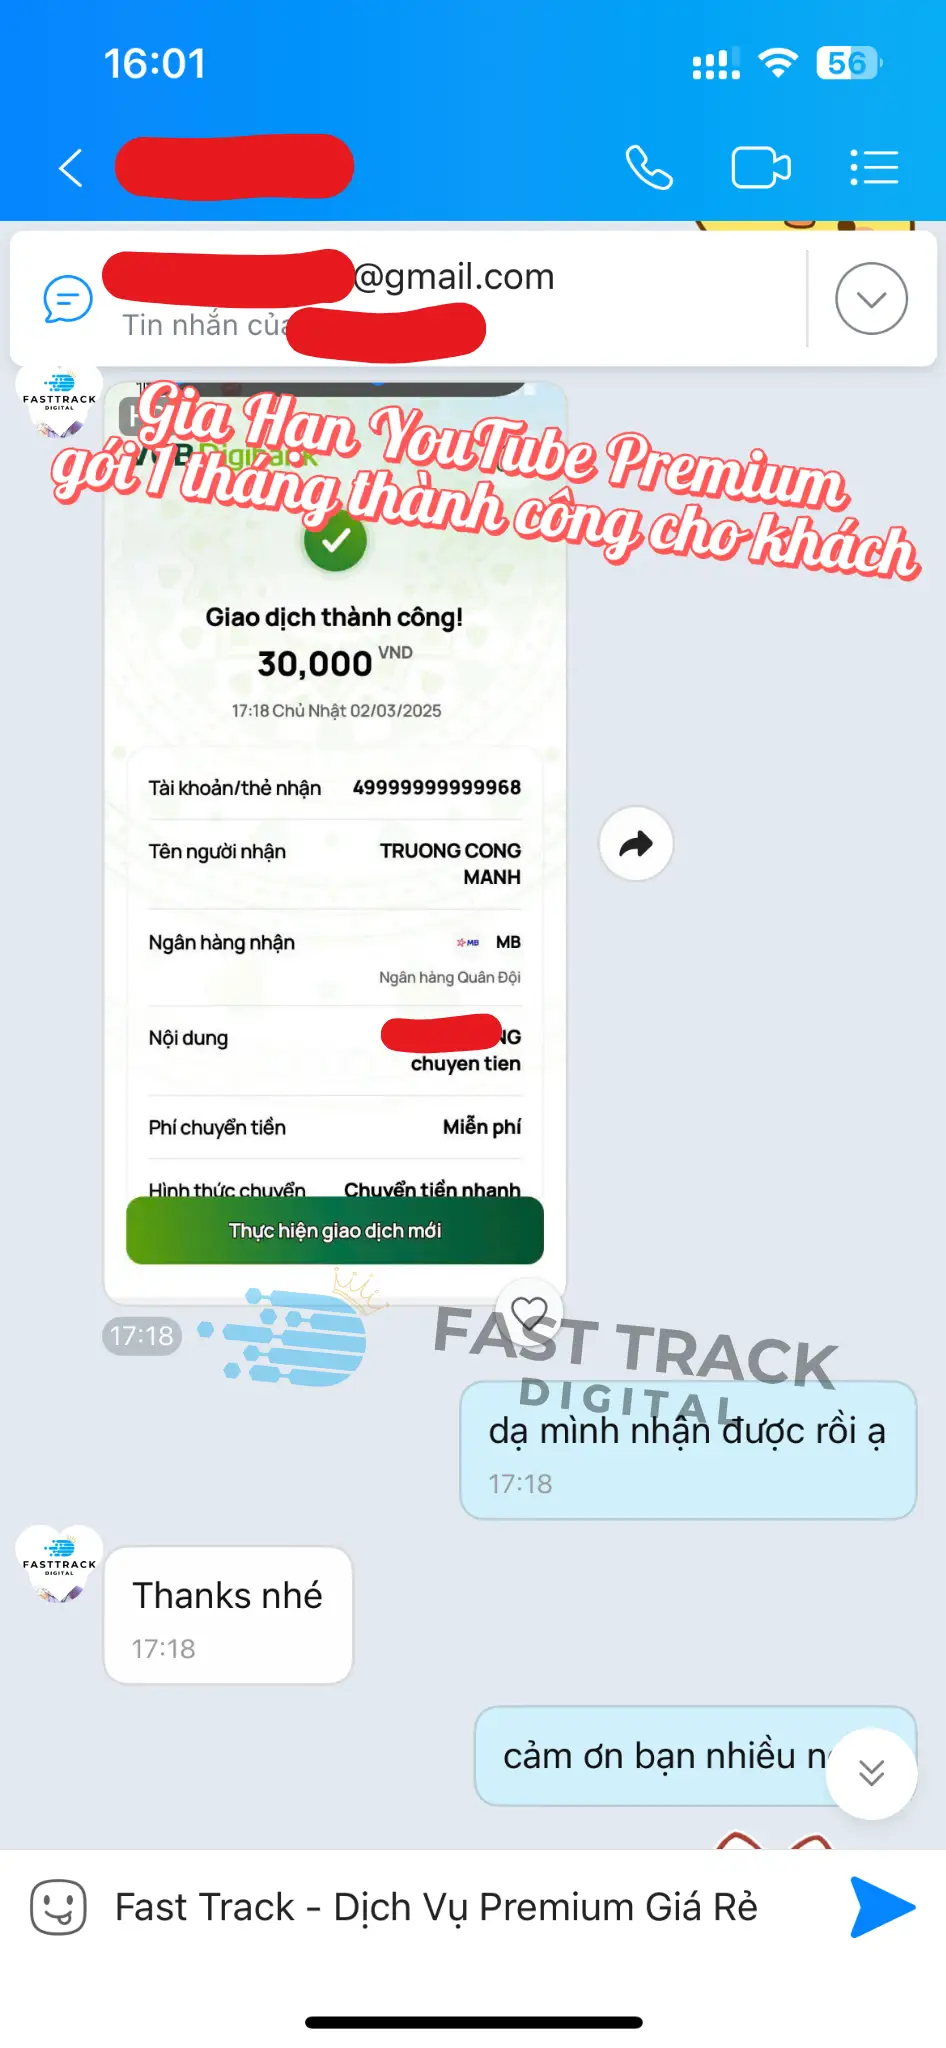 16:01
56
@gmail.com
Tin nhắn của
FASTTRACK
DIGITAL
Gia Hạn YouTube Premium
gói 1 tháng thành công cho khách
VCB Digibank
Giao dịch thành công!
30,000 VND
17:18 Chủ Nhật 02/03/2025
Tài khoản/thẻ nhận 49999999999968
Tên người nhận TRUONG CONG
MANH
Ngân hàng nhận MB MB
Ngân hàng Quân Đội
Nội dung NG
chuyen tien
Phí chuyển tiền Miễn phí
Hình thức chuyển Chuyển tiền nhanh
Thực hiện giao dịch mới
17:18
FAST TRACK
DIGITAL
dạ mình nhận được rồi ạ
17:18
FASTTRACK
DIGITAL
Thanks nhé
17:18
cảm ơn bạn nhiều
Fast Track - Dịch Vụ Premium Giá Rẻ